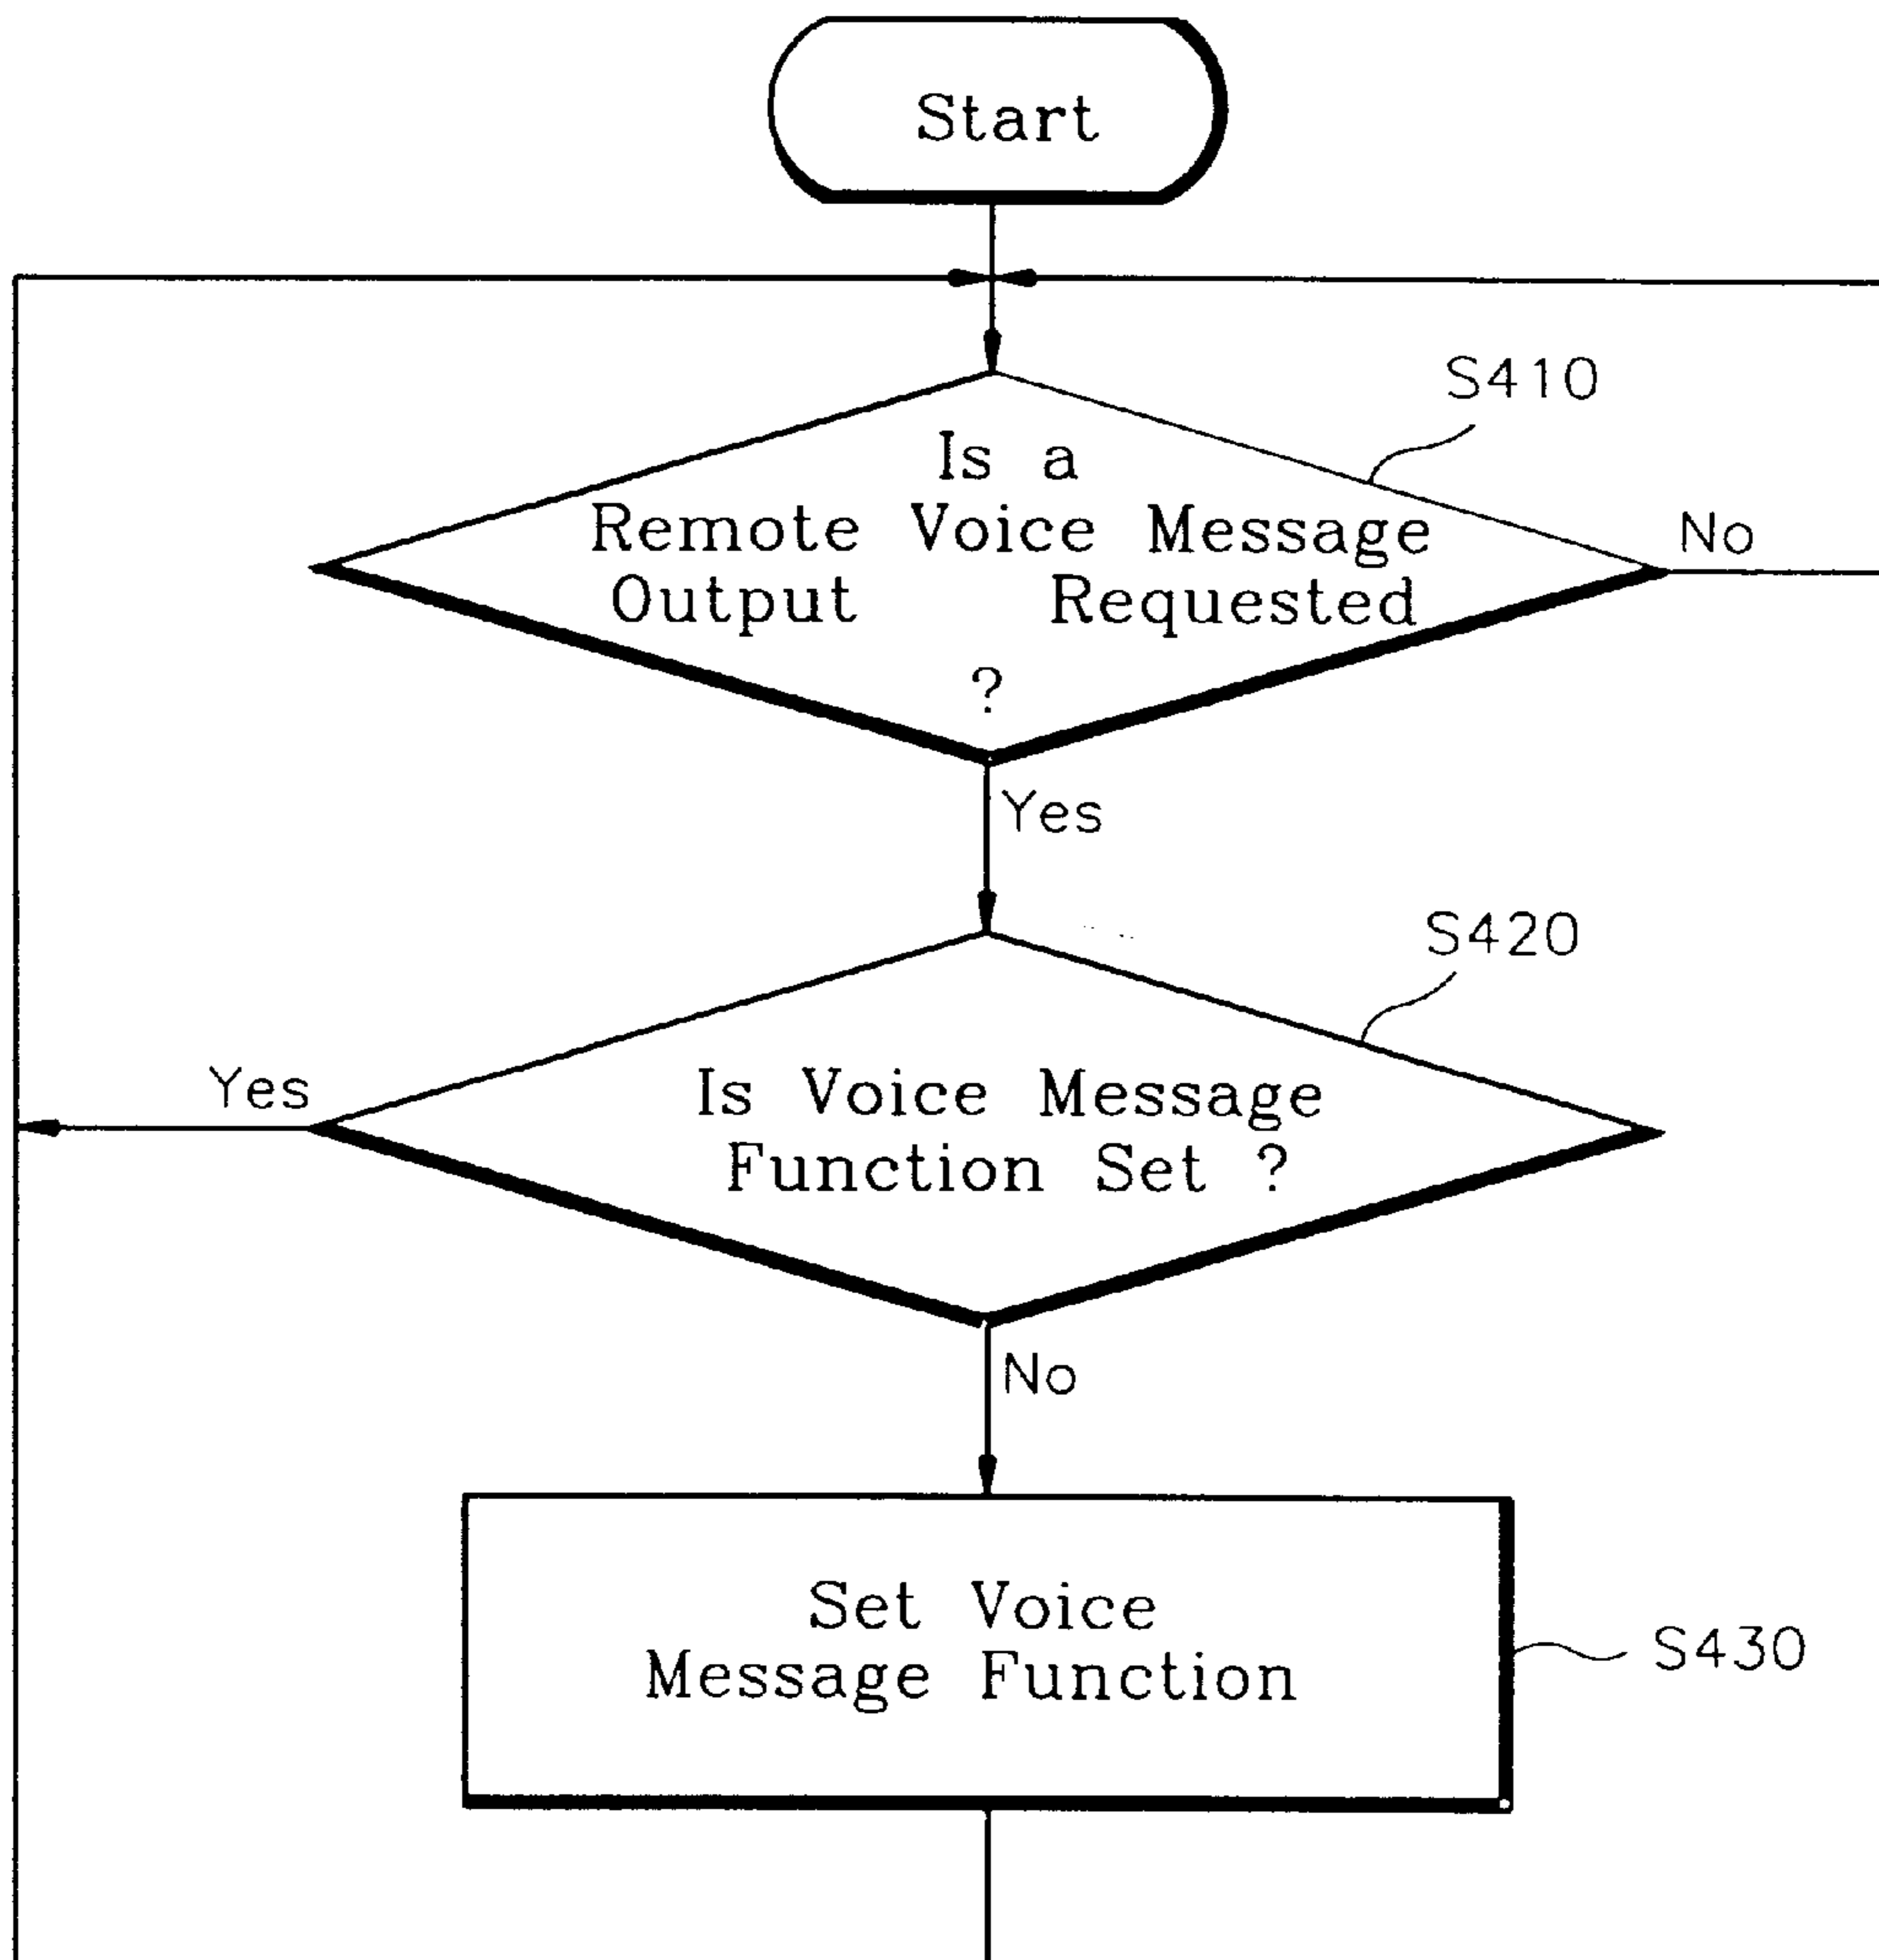 Start
S410
Is a
Remote Voice Message
Output Requested
?
No
Yes
S420
Is Voice Message
Function Set ?
Yes
No
Set Voice
Message Function
S430